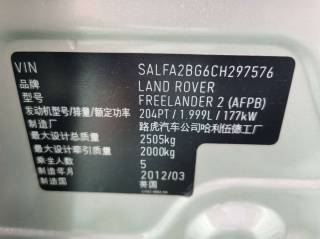 VIN SALFA2BG6CH297576
品牌 LAND ROVER
型号 FREELANDER 2 (AFPB)
发动机型号/排量/额定功率 204PT / 1.999L / 177kW
制造厂 路虎汽车公司哈利伍德工厂
最大设计总质量 2505kg
最大设计牵引质量 2000kg
乘坐人数 5
制造年月 2012/03
制造国 英国